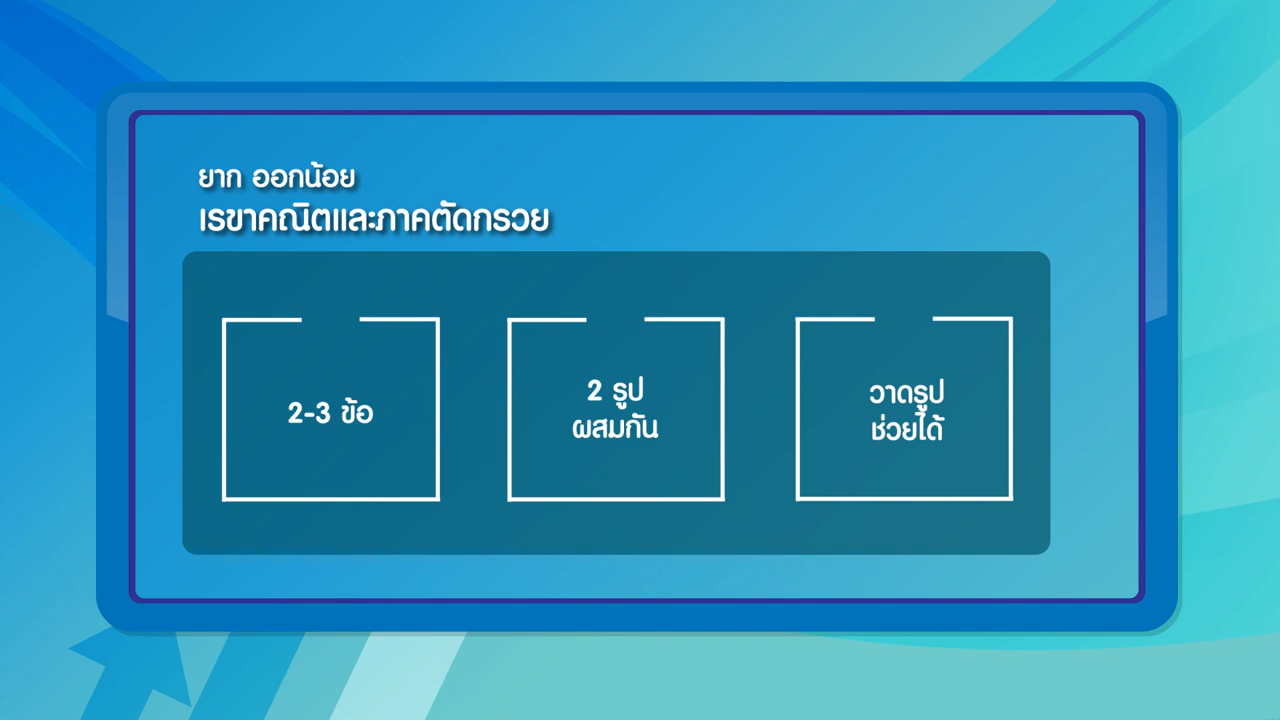 ยาก ออกน้อย
เรขาคณิตและภาคตัดกรวย
2-3 ข้อ
2 รูป
ผสมกัน
วาดรูป
ช่วยได้